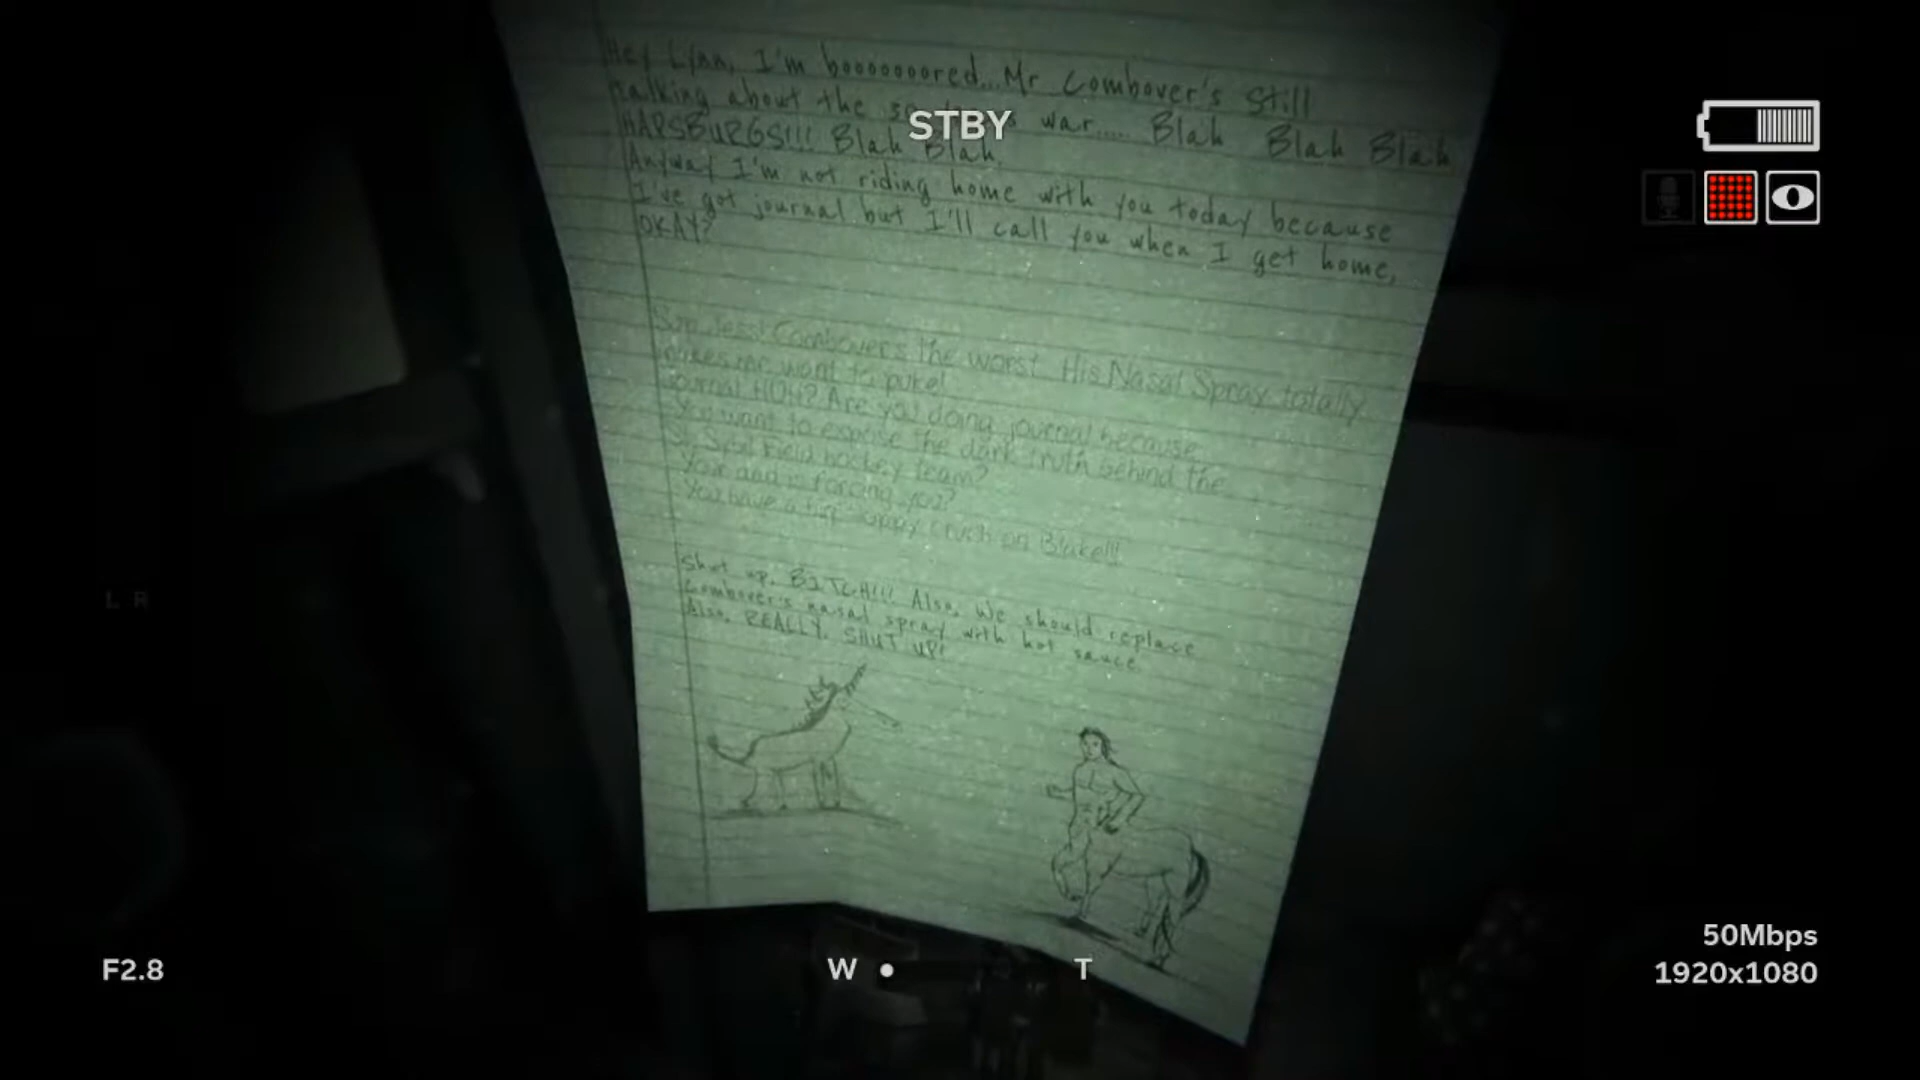 Hey Lynn, I'm booooooored...Mr Combover's Still
talking about the war.... Blah Blah Blah
HAPSBURGS!!! Blah Blah.
Anyway I'm not riding home with you today because
I've got journal but I'll call you when I get home,
OKAY?
Jess! Combover's the worst. His Nasal Spray totally
makes me want to puke!
Journal HUH? Are you doing journal because
You want to expose the dark truth behind the
St. Sybil Field hockey team?
Your dad is forcing you?
You have a crush on Blake!!!
Shut up, BITCH!!! Also, we should replace
Combover's nasal spray with hot sauce.
Also, REALLY, SHUT UP!
STBY
L R
F2.8
W T
50Mbps
1920x1080